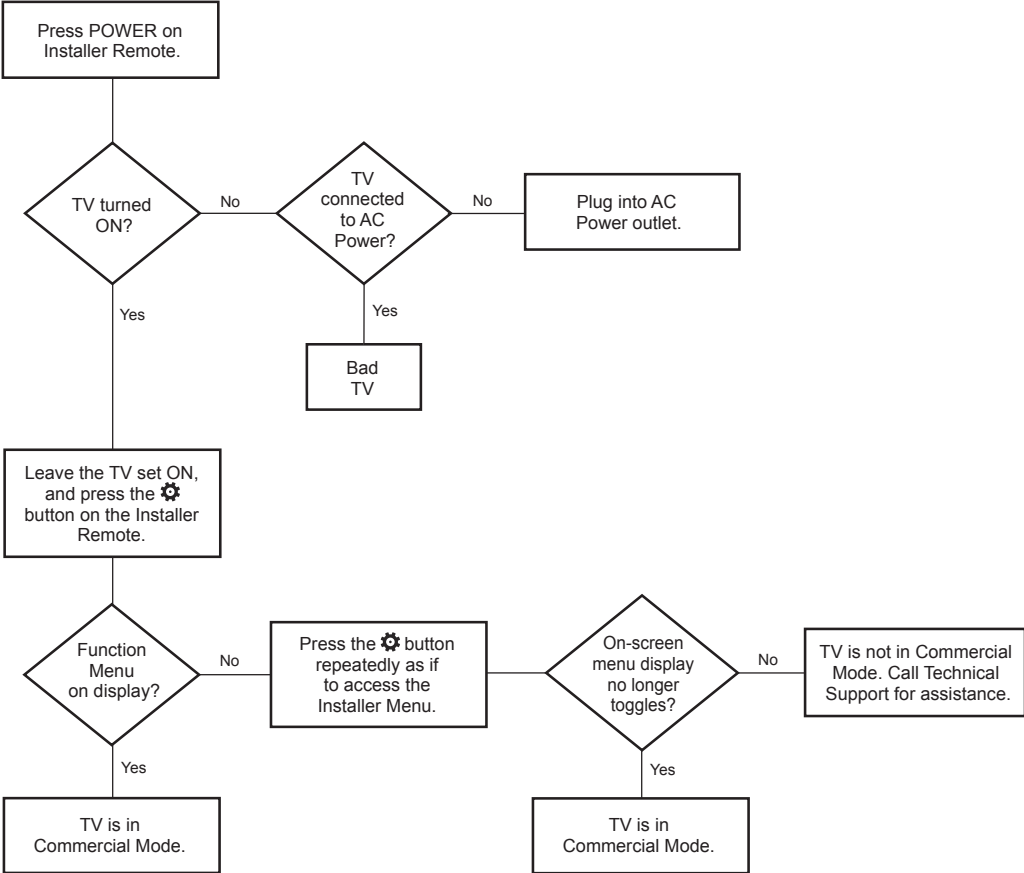 Press POWER on
Installer Remote.
TV turned
ON?
No
TV
connected
to AC
Power?
No
Plug into AC
Power outlet.
Yes
Yes
Bad
TV
Leave the TV set ON,
and press the ⚙
button on the Installer
Remote.
Function
Menu
on display?
No
Press the ⚙ button
repeatedly as if
to access the
Installer Menu.
On-screen
menu display
no longer
toggles?
No
TV is not in Commercial
Mode. Call Technical
Support for assistance.
Yes
Yes
TV is in
Commercial Mode.
TV is in
Commercial Mode.